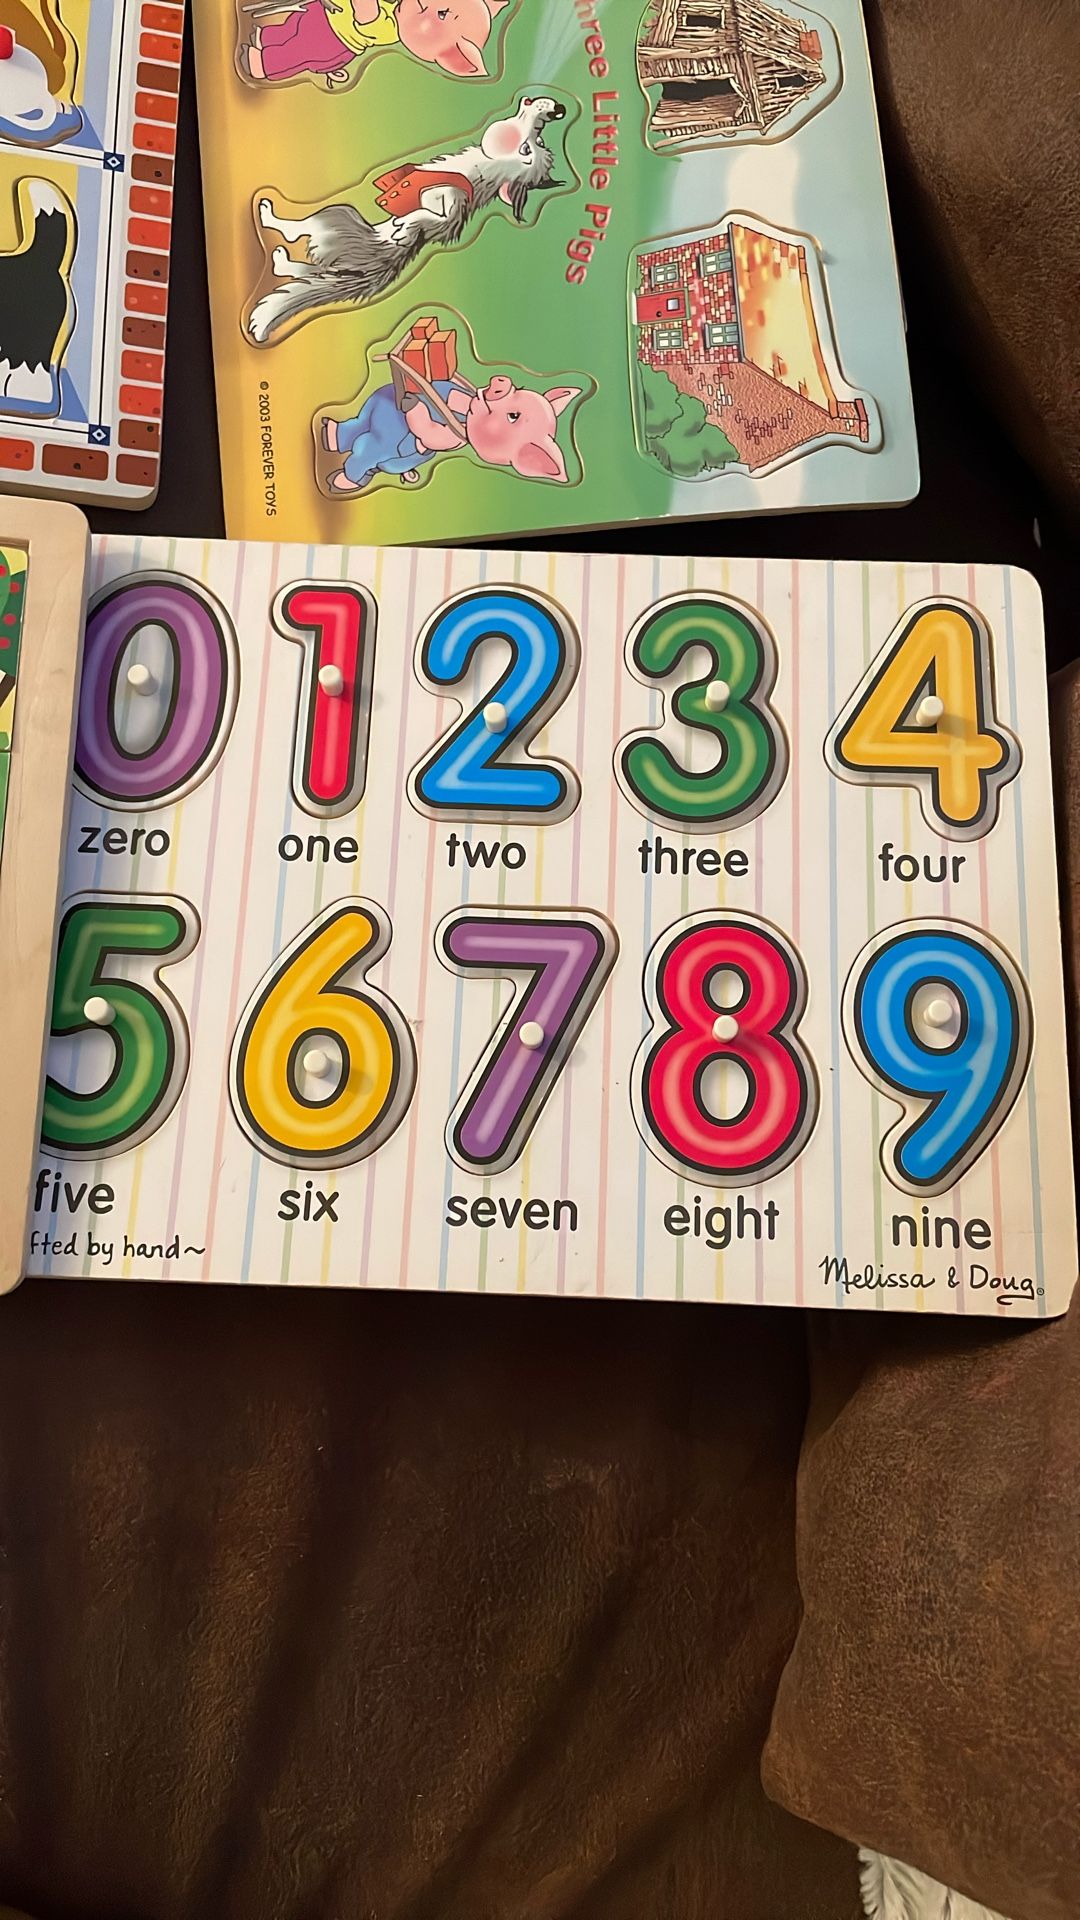 hree Little Pigs
© 2003 FOREVER TOYS
0 1 2 3 4
zero one two three four
5 6 7 8 9
five six seven eight nine
fted by hand~
Melissa & Doug®